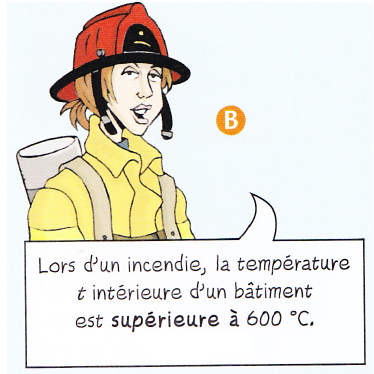 B
Lors d'un incendie, la température
t intérieure d'un bâtiment
est supérieure à 600 °C.